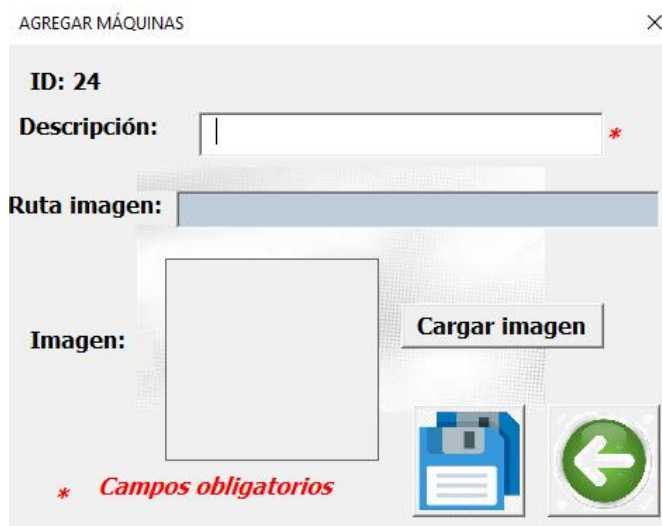 AGREGAR MÁQUINAS
ID: 24
Descripción:
*
Ruta imagen:
Imagen:
Cargar imagen
* Campos obligatorios